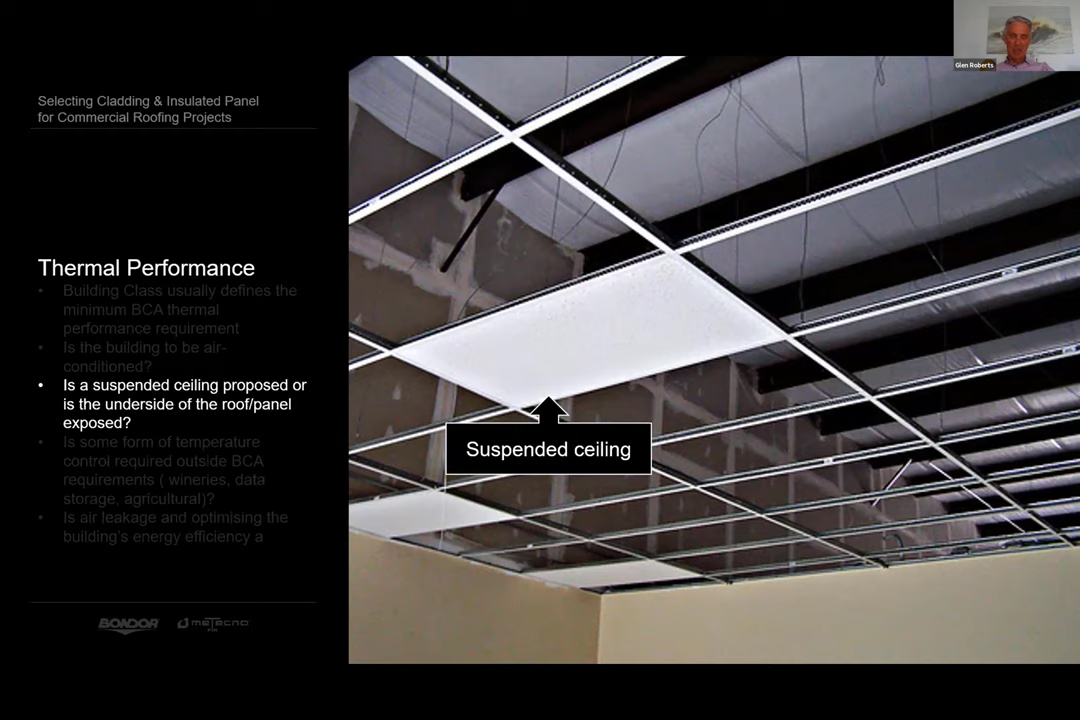 Glen Roberts
Selecting Cladding & Insulated Panel
for Commercial Roofing Projects
Thermal Performance
• Building Class usually defines the
minimum BCA thermal
performance requirement
• Is the building to be air-
conditioned?
• Is a suspended ceiling proposed or
is the underside of the roof/panel
exposed?
• Is some form of temperature
control required outside BCA
requirements ( wineries, data
storage, agricultural)?
• Is air leakage and optimising the
building's energy efficiency a
Suspended ceiling
BONDOR METECNO
PIR